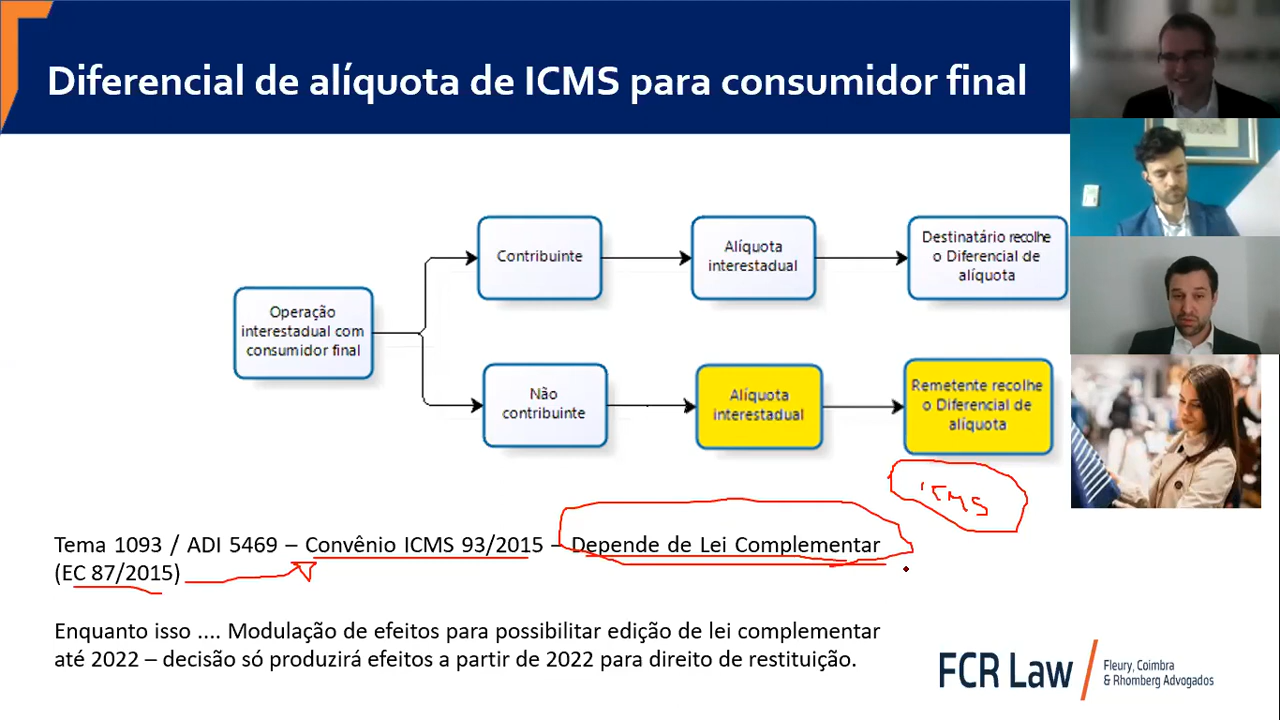 Diferencial de alíquota de ICMS para consumidor final
Operação
interestadual com
consumidor final
Contribuinte
Alíquota
interestadual
Destinatário recolhe
o Diferencial de
alíquota
Não
contribuinte
Alíquota
interestadual
Remetente recolhe
o Diferencial de
alíquota
ICMS
Tema 1093 / ADI 5469 – Convênio ICMS 93/2015 – Depende de Lei Complementar
(EC 87/2015)
Enquanto isso .... Modulação de efeitos para possibilitar edição de lei complementar
até 2022 – decisão só produzirá efeitos a partir de 2022 para direito de restituição.
FCR Law
Fleury, Coimbra
& Rhomberg Advogados